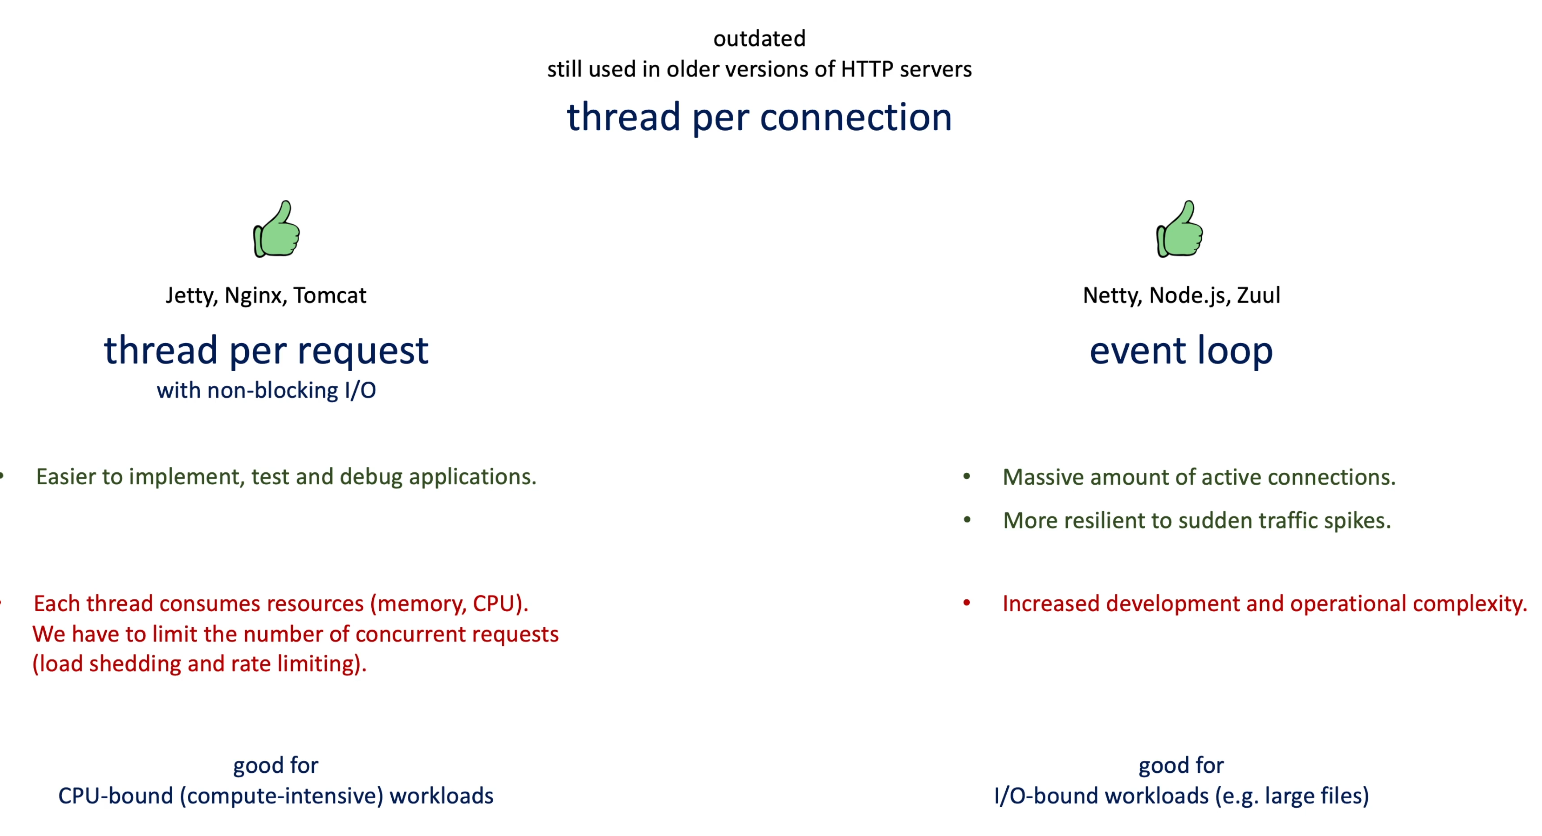 outdated
still used in older versions of HTTP servers
thread per connection
Jetty, Nginx, Tomcat
thread per request
with non-blocking I/O
• Easier to implement, test and debug applications.
• Each thread consumes resources (memory, CPU).
We have to limit the number of concurrent requests
(load shedding and rate limiting).
good for
CPU-bound (compute-intensive) workloads
Netty, Node.js, Zuul
event loop
• Massive amount of active connections.
• More resilient to sudden traffic spikes.
• Increased development and operational complexity.
good for
I/O-bound workloads (e.g. large files)